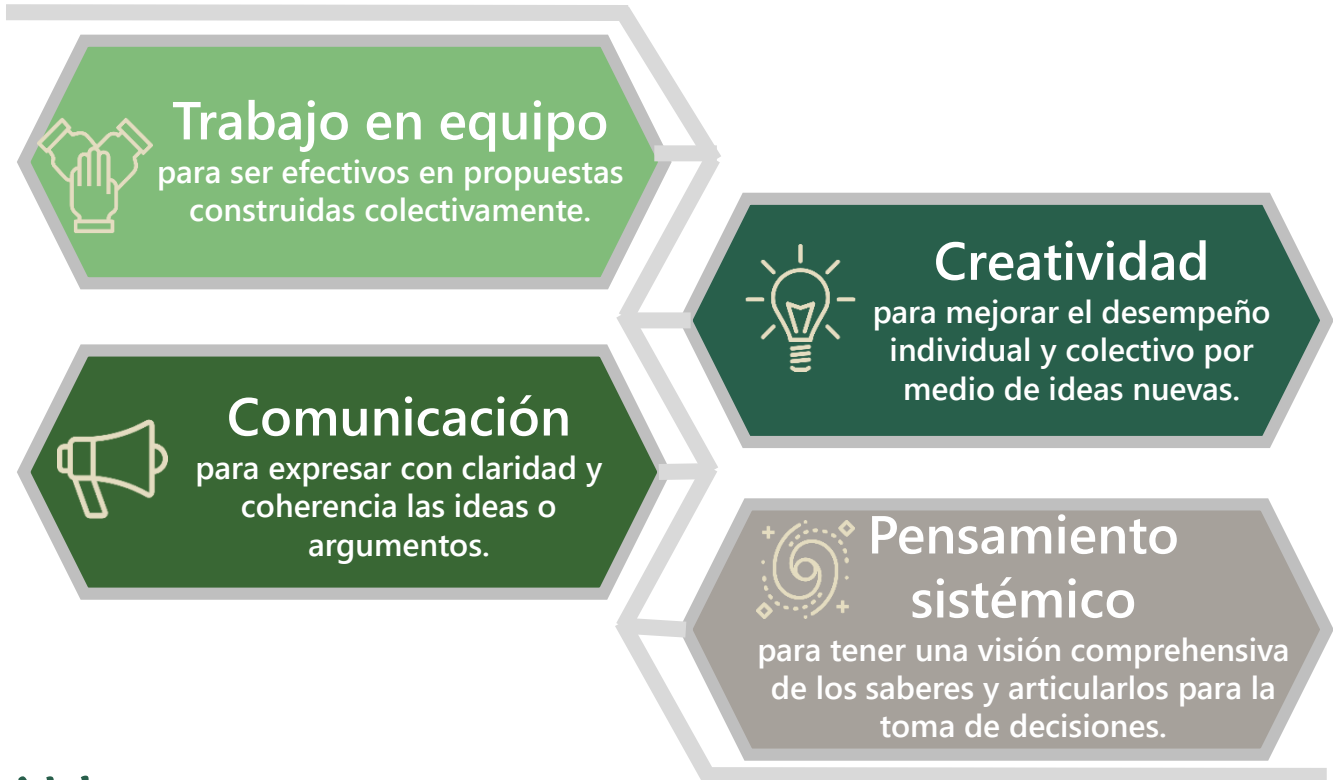 Trabajo en equipo
para ser efectivos en propuestas
construidas colectivamente.
Creatividad
para mejorar el desempeño
individual y colectivo por
medio de ideas nuevas.
Comunicación
para expresar con claridad y
coherencia las ideas o
argumentos.
Pensamiento
sistémico
para tener una visión comprehensiva
de los saberes y articularlos para la
toma de decisiones.